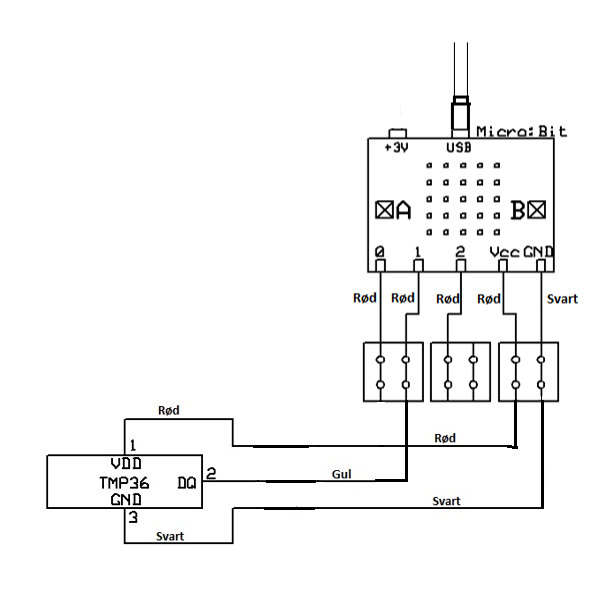 Micro:Bit
+3V USB
A B
0 1 2 Vcc GND
Rød Rød Rød Rød Svart
Rød
1
Rød
VDD
TMP36 DQ 2
Gul
GND
Svart
3
Svart